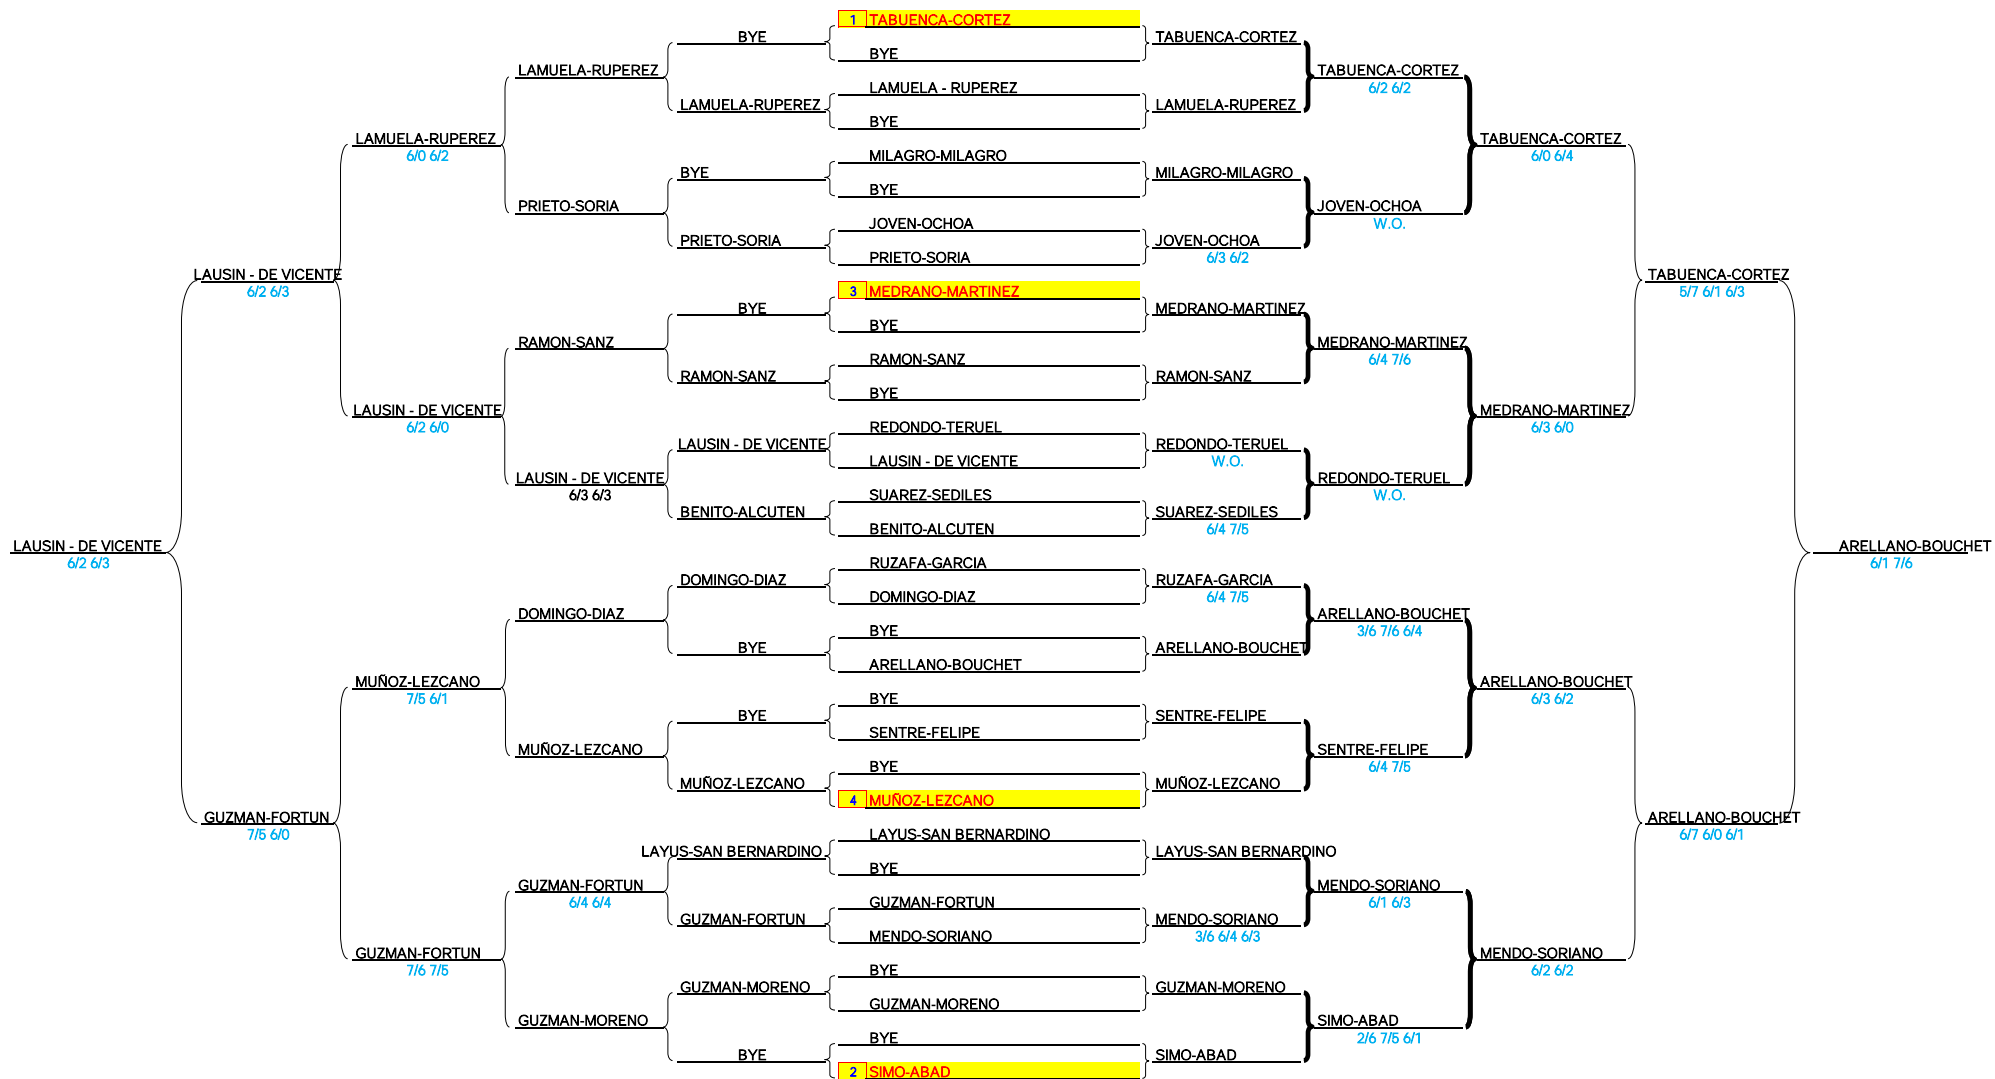 1 TABUENCA-CORTEZ
BYE TABUENCA-CORTEZ
BYE
LAMUELA-RUPEREZ TABUENCA-CORTEZ
6/2 6/2
LAMUELA - RUPEREZ
LAMUELA-RUPEREZ LAMUELA-RUPEREZ
BYE
LAMUELA-RUPEREZ TABUENCA-CORTEZ
6/0 6/2 MILAGRO-MILAGRO 6/0 6/4
BYE MILAGRO-MILAGRO
BYE
PRIETO-SORIA JOVEN-OCHOA
JOVEN-OCHOA W.O.
PRIETO-SORIA JOVEN-OCHOA
PRIETO-SORIA 6/3 6/2
LAUSIN - DE VICENTE TABUENCA-CORTEZ
6/2 6/3 3 MEDRANO-MARTINEZ 5/7 6/1 6/3
BYE MEDRANO-MARTINEZ
BYE
RAMON-SANZ MEDRANO-MARTINEZ
RAMON-SANZ 6/4 7/6
RAMON-SANZ RAMON-SANZ
BYE
LAUSIN - DE VICENTE MEDRANO-MARTINEZ
6/2 6/0 REDONDO-TERUEL 6/3 6/0
LAUSIN - DE VICENTE REDONDO-TERUEL
LAUSIN - DE VICENTE W.O.
LAUSIN - DE VICENTE REDONDO-TERUEL
6/3 6/3 SUAREZ-SEDILES W.O.
BENITO-ALCUTEN SUAREZ-SEDILES
BENITO-ALCUTEN 6/4 7/5
LAUSIN - DE VICENTE ARELLANO-BOUCHET
6/2 6/3 RUZAFA-GARCIA 6/1 7/6
DOMINGO-DIAZ RUZAFA-GARCIA
DOMINGO-DIAZ 6/4 7/5
DOMINGO-DIAZ ARELLANO-BOUCHET
BYE 3/6 7/6 6/4
BYE ARELLANO-BOUCHET
ARELLANO-BOUCHET
MUÑOZ-LEZCANO ARELLANO-BOUCHET
7/5 6/1 BYE 6/3 6/2
BYE SENTRE-FELIPE
SENTRE-FELIPE
MUÑOZ-LEZCANO SENTRE-FELIPE
BYE 6/4 7/5
MUÑOZ-LEZCANO MUÑOZ-LEZCANO
4 MUÑOZ-LEZCANO
GUZMAN-FORTUN ARELLANO-BOUCHET
7/5 6/0 LAYUS-SAN BERNARDINO 6/7 6/0 6/1
LAYUS-SAN BERNARDINO LAYUS-SAN BERNARDINO
BYE
GUZMAN-FORTUN MENDO-SORIANO
6/4 6/4 GUZMAN-FORTUN 6/1 6/3
GUZMAN-FORTUN MENDO-SORIANO
MENDO-SORIANO 3/6 6/4 6/3
GUZMAN-FORTUN MENDO-SORIANO
7/6 7/5 BYE 6/2 6/2
GUZMAN-MORENO GUZMAN-MORENO
GUZMAN-MORENO
GUZMAN-MORENO SIMO-ABAD
BYE 2/6 7/5 6/1
BYE SIMO-ABAD
2 SIMO-ABAD